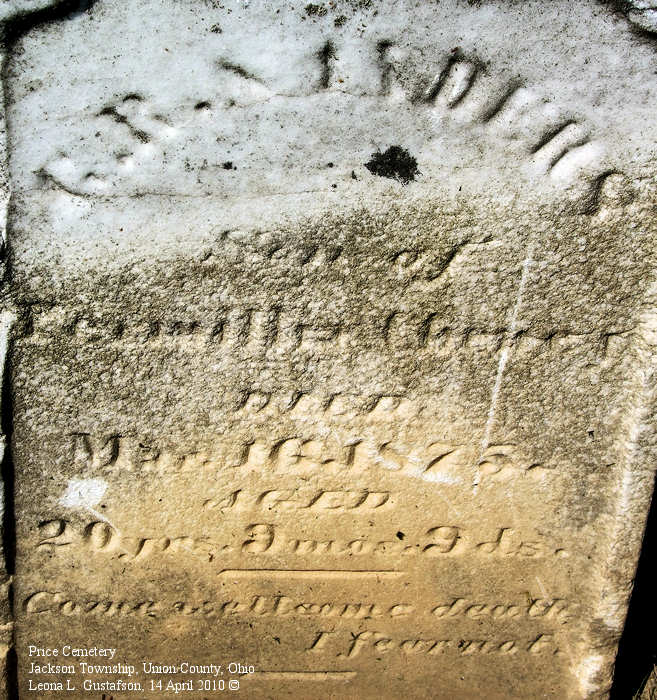 Son of
DIED
Mar. 16. 1875.
AGED
20 yrs. 9 mos. 9 ds.
Come welcome death
I fear not.
Price Cemetery
Jackson Township, Union County, Ohio
Leona L. Gustafson, 14 April 2010 ©